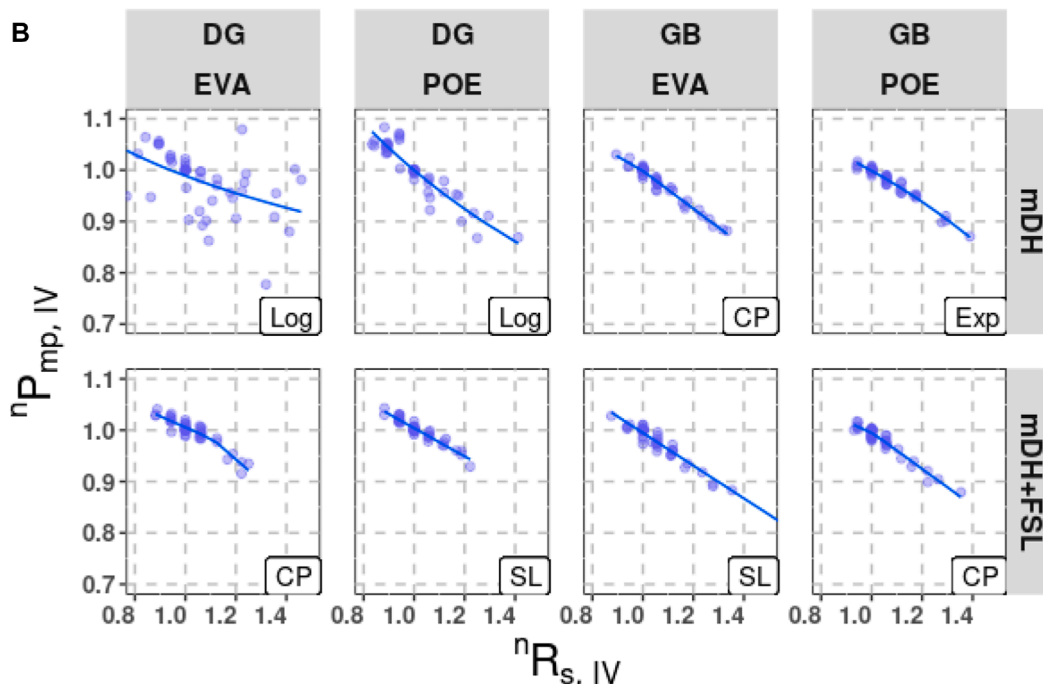 B
DG DG GB GB
EVA POE EVA POE
1.1
1.0
0.9
0.8
0.7
Log Log CP Exp
mDH
1.1
1.0
0.9
0.8
0.7
CP SL SL CP
mDH+FSL
0.8 1.0 1.2 1.4 0.8 1.0 1.2 1.4 0.8 1.0 1.2 1.4 0.8 1.0 1.2 1.4
nPmp, IV
nRs, IV